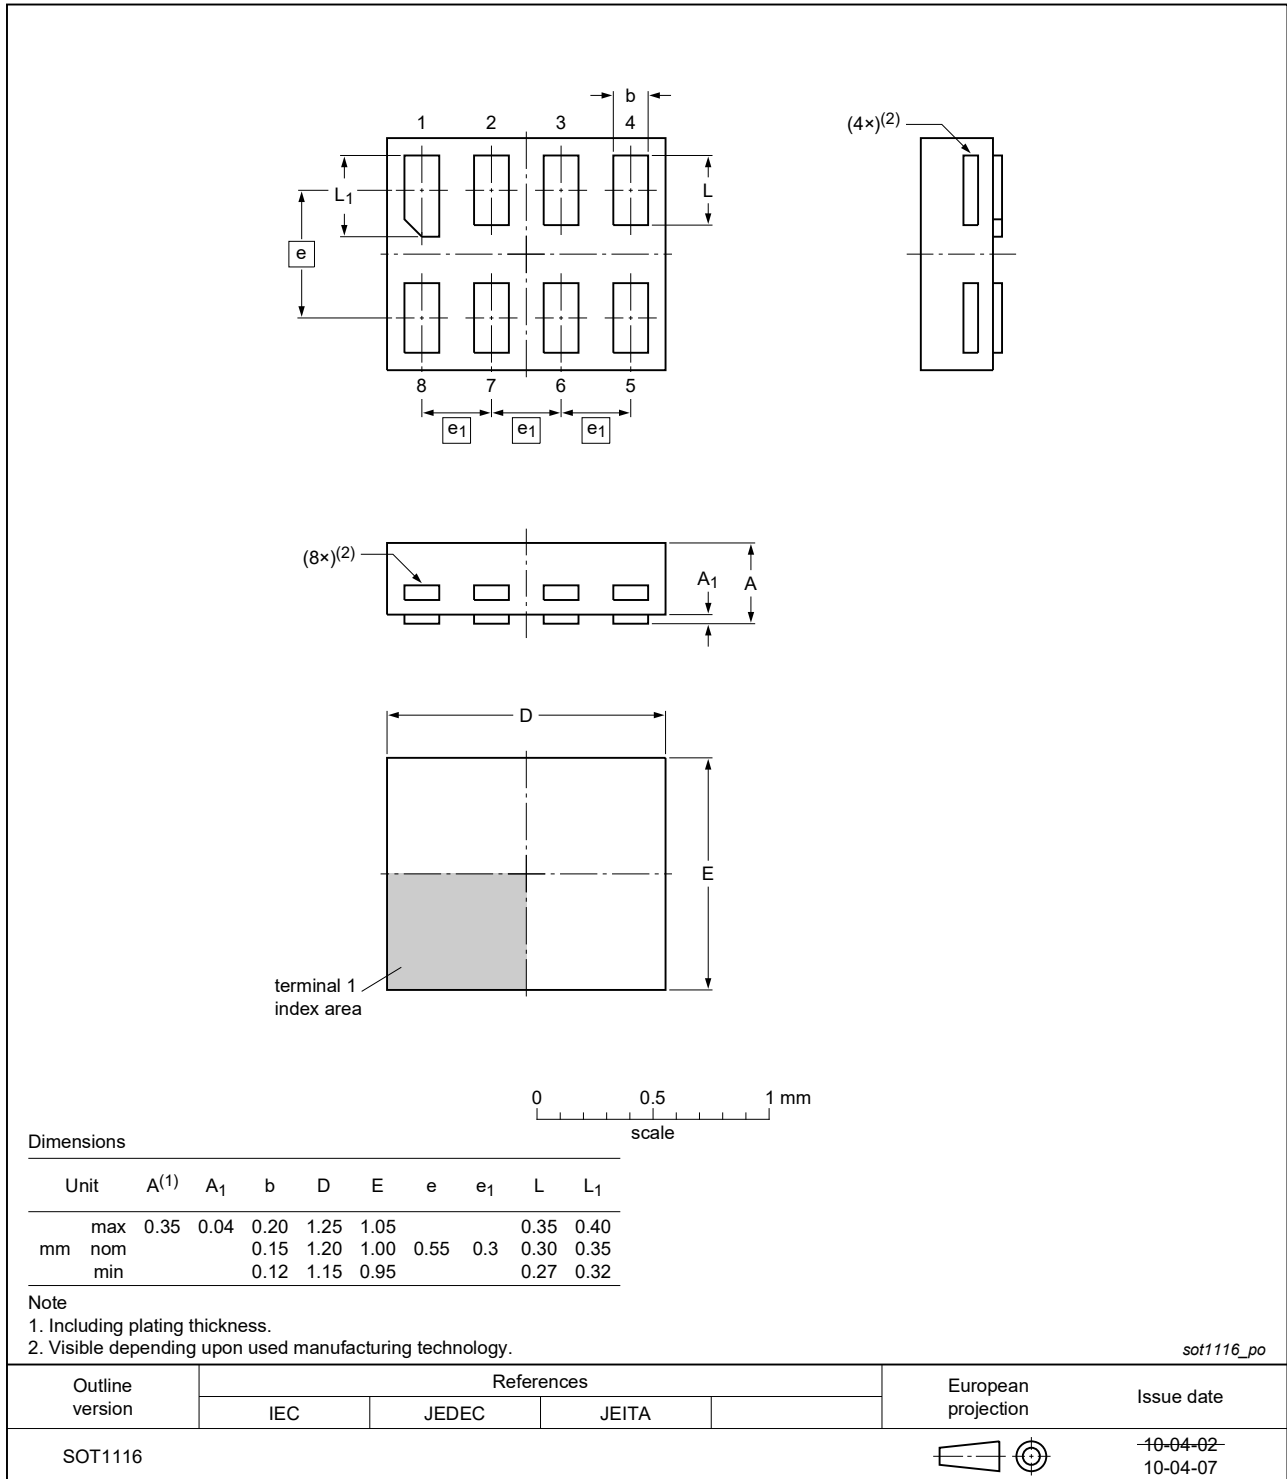 b
1 2 3 4
(4×)(2)
L1
L
e
8 7 6 5
e1 e1 e1
(8×)(2)
A1 A
D
E
terminal 1
index area
0 0.5 1 mm
scale
Dimensions
Unit A(1) A1 b D E e e1 L L1
max 0.35 0.04 0.20 1.25 1.05 0.35 0.40
mm nom 0.15 1.20 1.00 0.55 0.3 0.30 0.35
min 0.12 1.15 0.95 0.27 0.32
Note
1. Including plating thickness.
2. Visible depending upon used manufacturing technology.
sot1116_po
Outline
version
References
IEC JEDEC JEITA
European
projection
Issue date
SOT1116
10-04-02
10-04-07